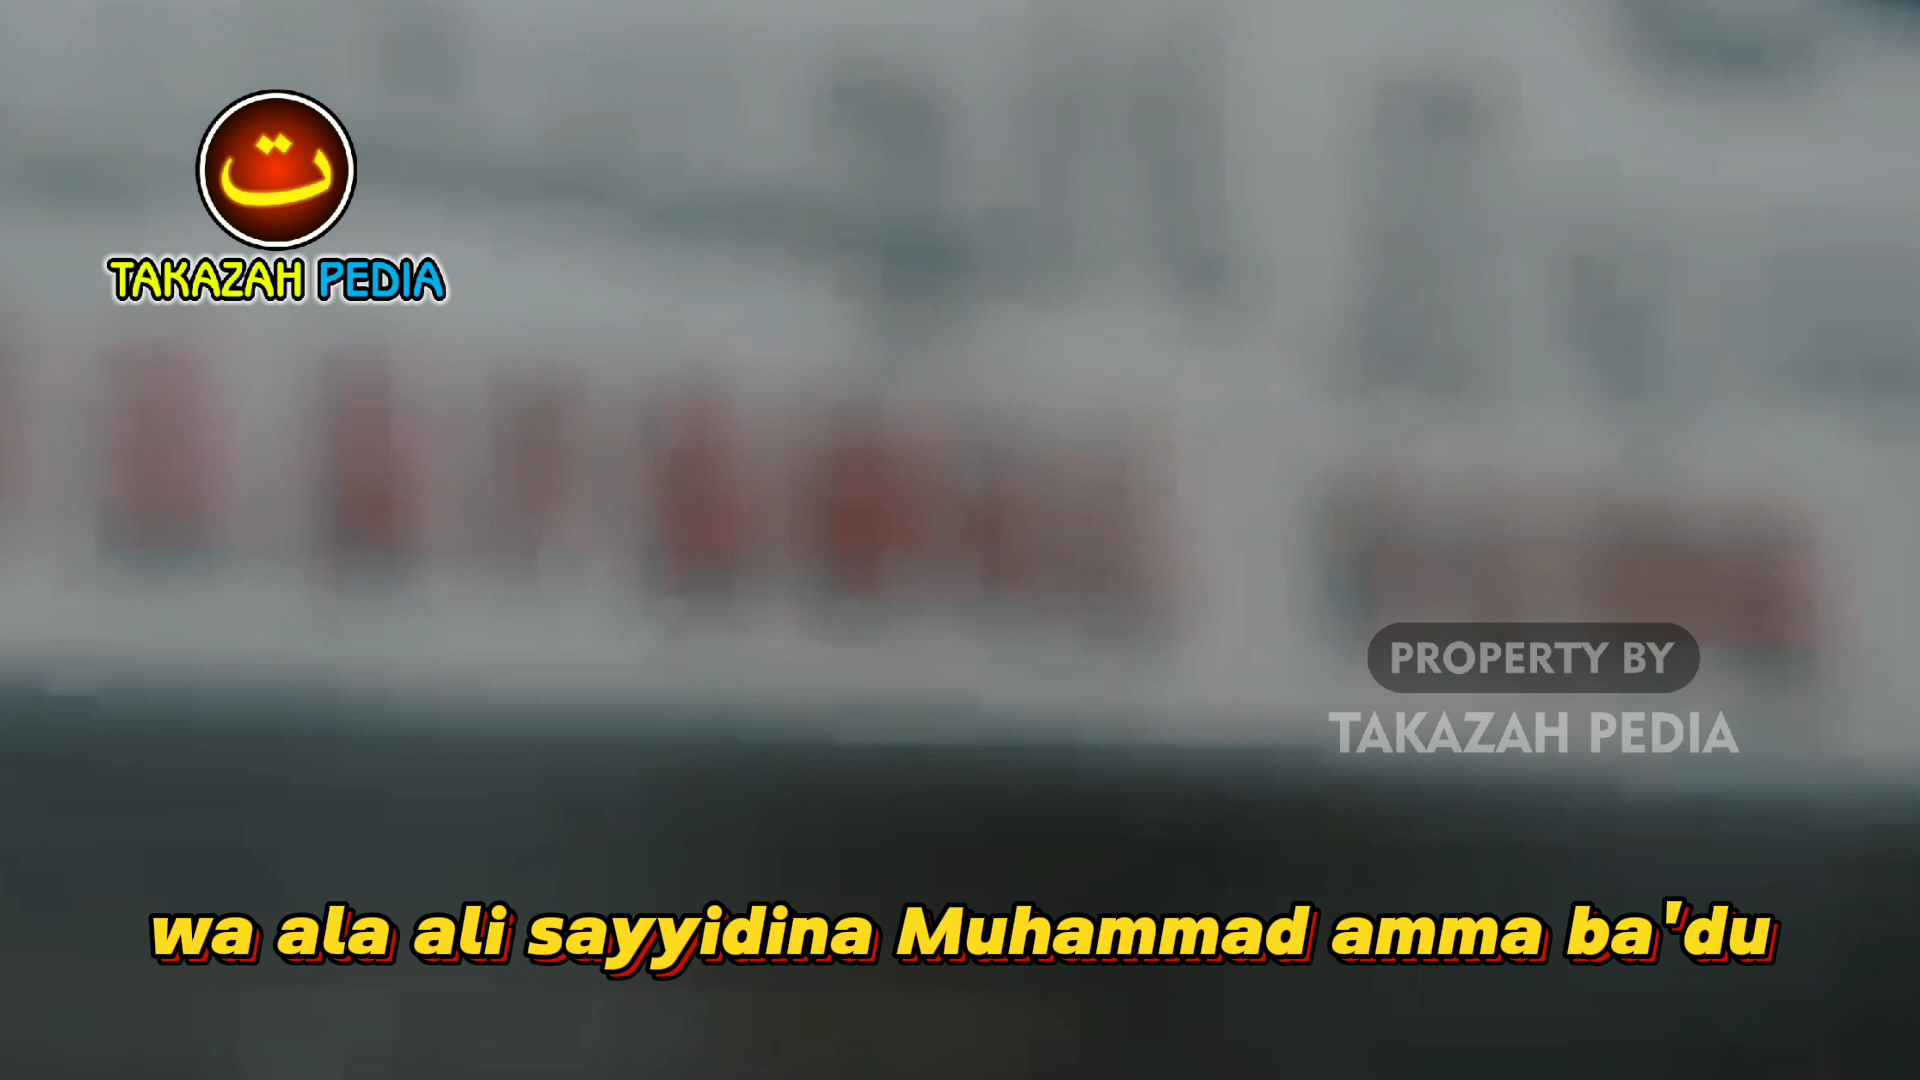 ت
TAKAZAH PEDIA
PROPERTY BY
TAKAZAH PEDIA
wa ala ali sayyidina Muhammad amma ba'du